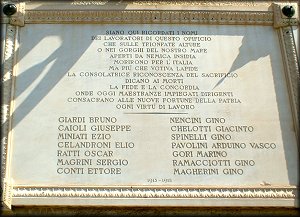 SIANO QUI RICORDATI I NOMI
DEI LAVORATORI DI QUESTO OPIFICIO
CHE SULLE TRIONFATE ALTURE
O NEI GORGHI DEL NOSTRO MARE
APERTI DA NEMICA INSIDIA
MORIRONO PER L'ITALIA
MA PIÙ CHE VOTIVA LAPIDE
LA CONSOLATRICE RICONOSCENZA DEL SACRIFICIO
DICANO AI MORTI
LA FEDE E LA CONCORDIA
ONDE OGGI MAESTRANZE IMPIEGATI DIRIGENTI
CONSACRANO ALLE NUOVE FORTUNE DELLA PATRIA
OGNI VIRTÙ DI LAVORO
GIARDI BRUNO
CAIOLI GIUSEPPE
MINIATI EZIO
CELANDRONI ELIO
RATTI OSCAR
MAGRINI SERGIO
CONTI ETTORE
NENCINI GINO
CHELOTTI GIACINTO
SPINELLI GINO
PAVOLINI ARDUINO VASCO
GORI MARINO
RAMACCIOTTI GINO
MAGHERINI GINO